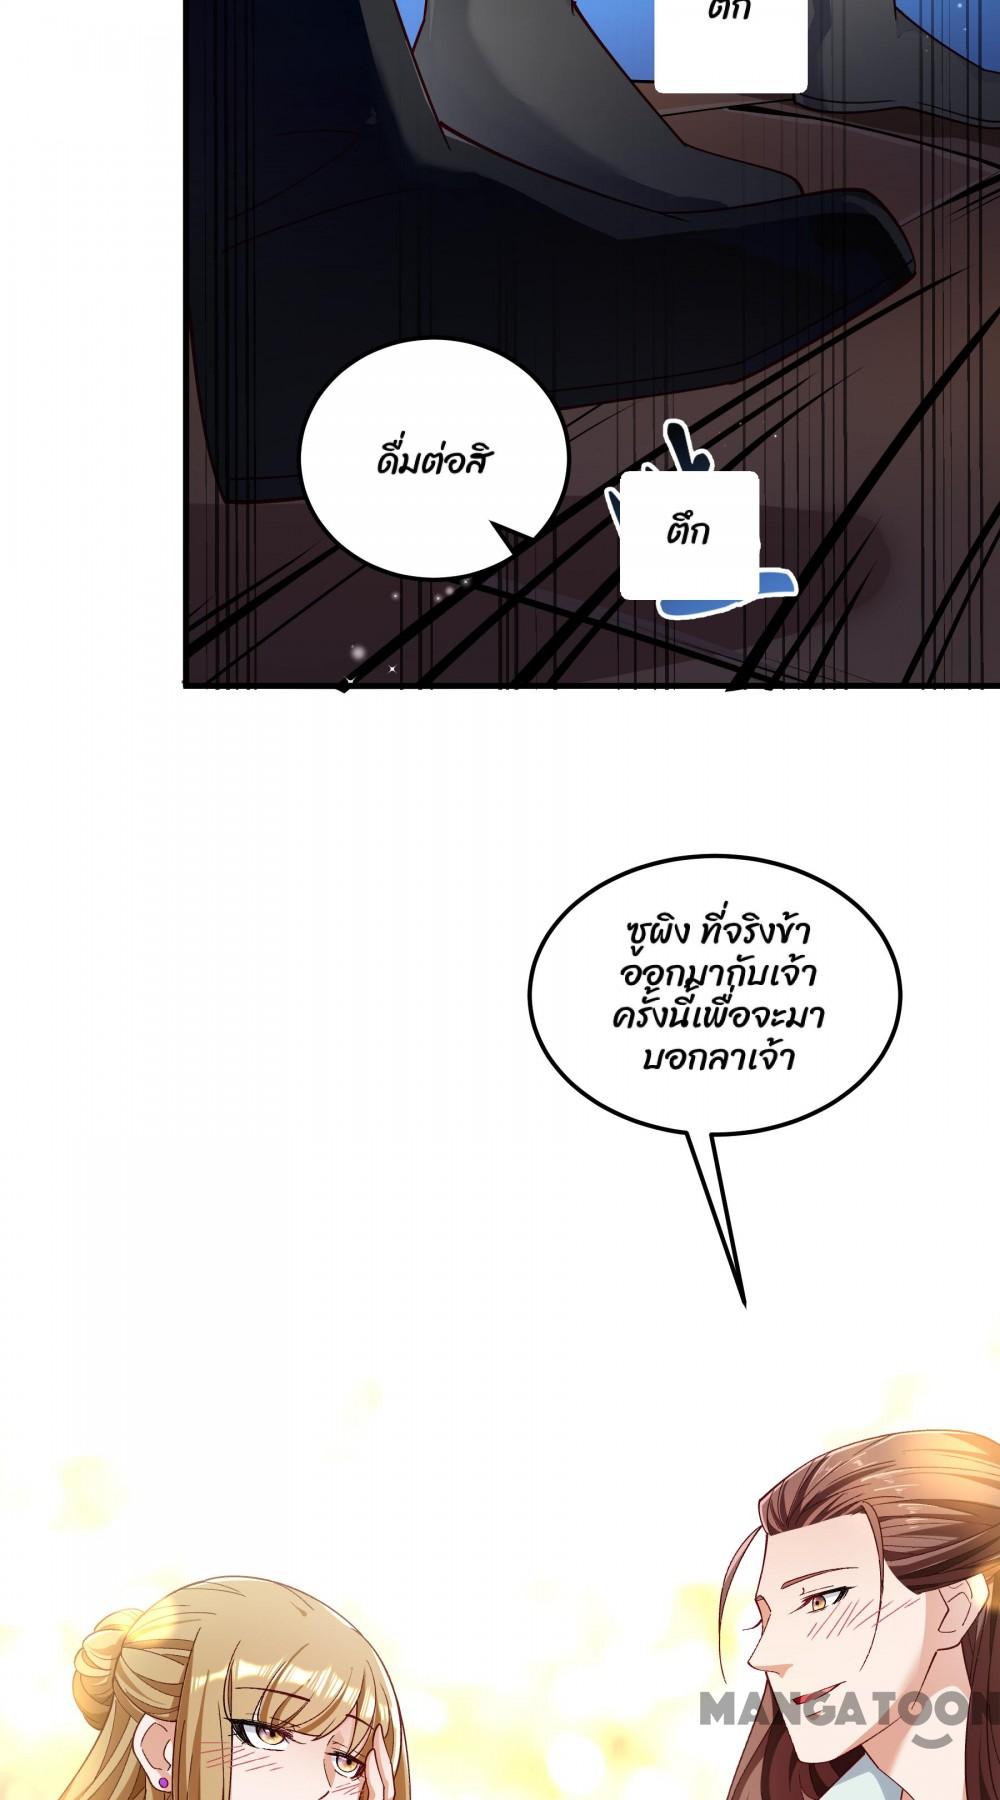 ตึก
ดื่มต่อสิ
ตึก
ซูผิง ที่จริงข้า
ออกมากับเจ้า
ครั้งนี้เพื่อจะมา
บอกลาเจ้า
MANGATOON